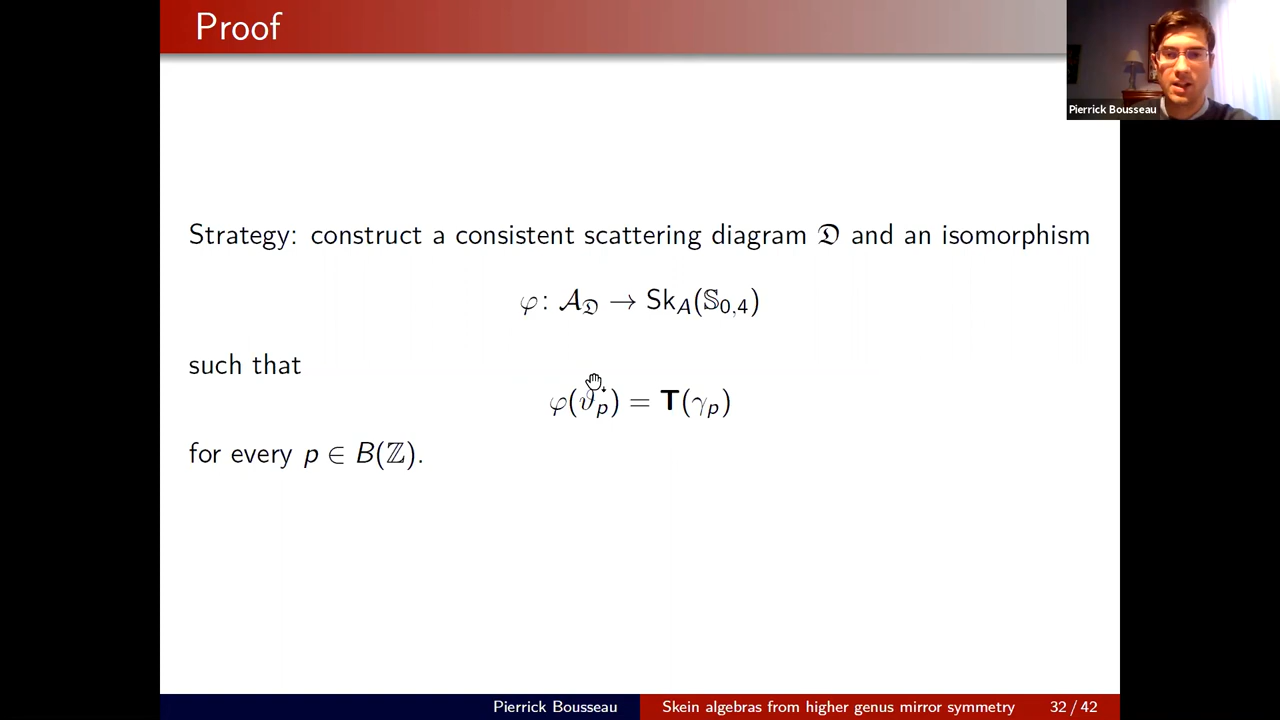 Proof
Pierrick Bousseau
Strategy: construct a consistent scattering diagram 𝔇 and an isomorphism
φ: 𝒜_𝔇 → Sk_A(𝕊_{0,4})
such that
φ(ϑ_p) = T(γ_p)
for every p ∈ B(ℤ).
Pierrick Bousseau
Skein algebras from higher genus mirror symmetry
32 / 42